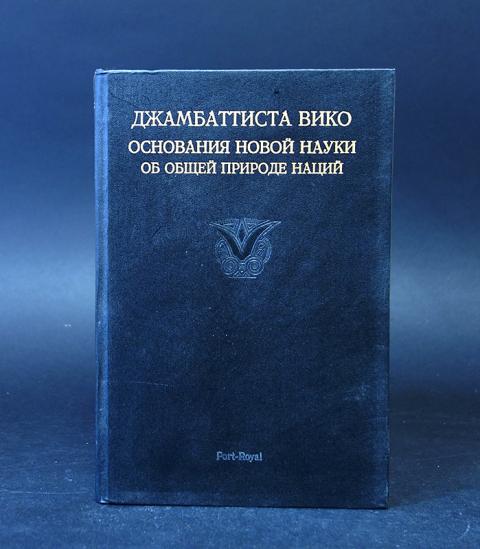 ДЖАМБАТТИСТА ВИКО
ОСНОВАНИЯ НОВОЙ НАУКИ
ОБ ОБЩЕЙ ПРИРОДЕ НАЦИЙ
Port-Royal